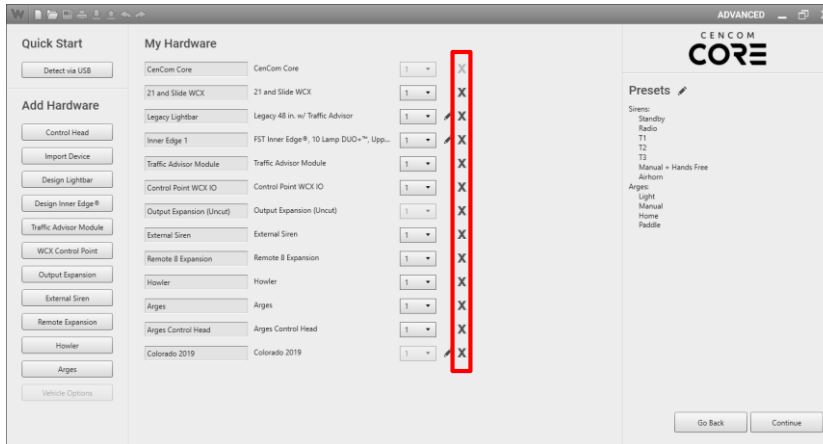 ADVANCED
Quick Start
Detect via USB
Add Hardware
Control Head
Import Device
Design Lightbar
Design Inner Edge®
Traffic Advisor Module
WCX Control Point
Output Expansion
External Siren
Remote Expansion
Howler
Arges
Vehicle Options
My Hardware
CenCom Core CenCom Core 1 X
21 and Slide WCX 21 and Slide WCX 1 X
Legacy Lightbar Legacy 48 in. w/ Traffic Advisor 1 X
Inner Edge 1 FST Inner Edge®, 10 Lamp DUO+™, Upp... 1 X
Traffic Advisor Module Traffic Advisor Module 1 X
Control Point WCX IO Control Point WCX IO 1 X
Output Expansion (Uncut) Output Expansion (Uncut) 1 X
External Siren External Siren 1 X
Remote 8 Expansion Remote 8 Expansion 1 X
Howler Howler 1 X
Arges Arges 1 X
Arges Control Head Arges Control Head 1 X
Colorado 2019 Colorado 2019 1 X
CENCOM
CORE
Presets
Sirens:
Standby
Radio
T1
T2
T3
Manual + Hands Free
Airhorn
Arges:
Light
Manual
Home
Paddle
Go Back
Continue